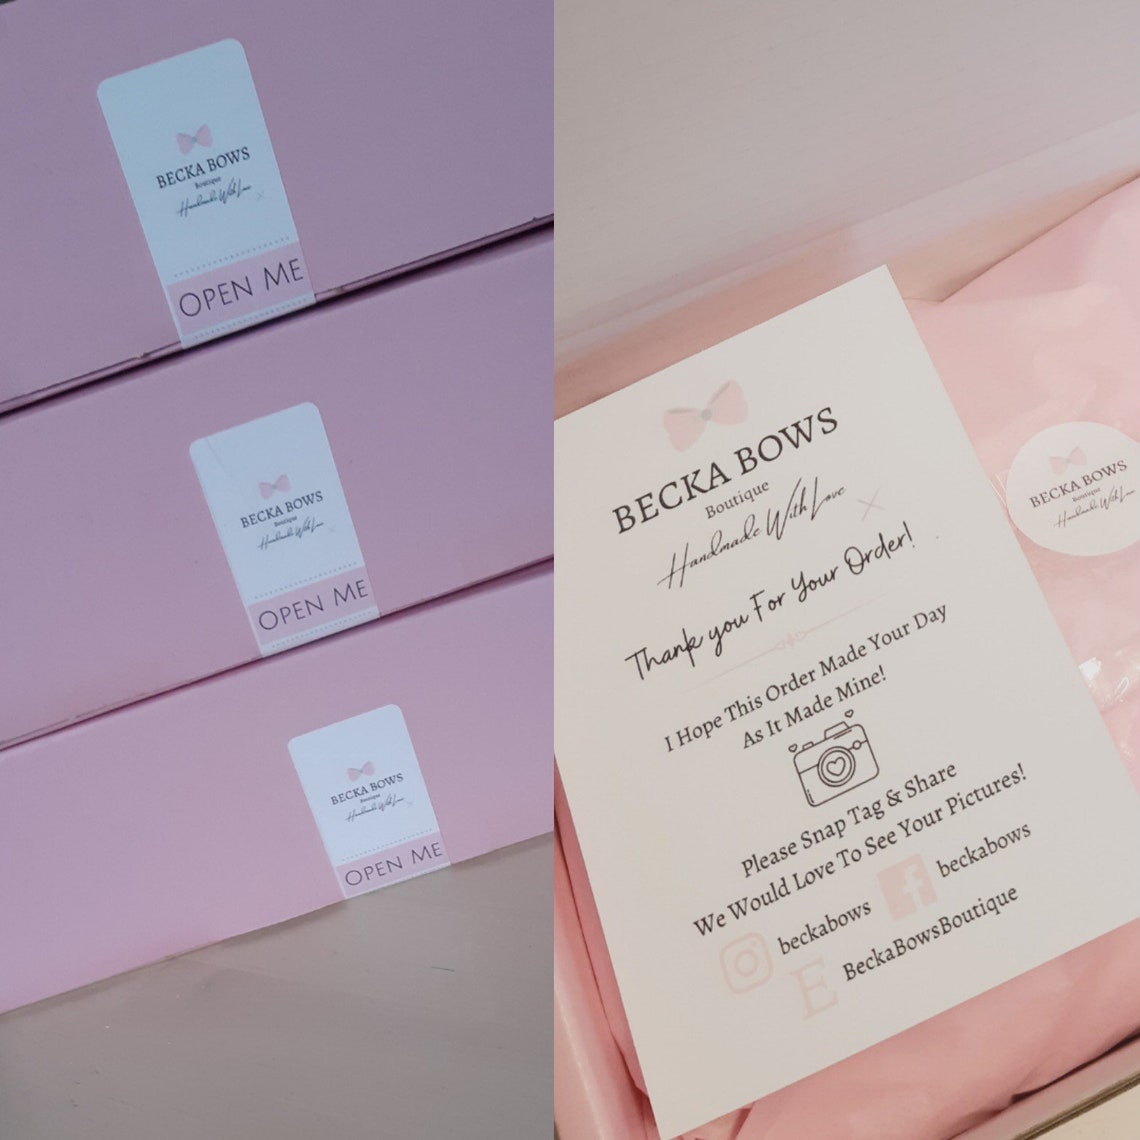 BECKA BOWS
Boutique
Handmade With Love
X
OPEN ME
BECKA BOWS
Boutique
Handmade With Love
X
OPEN ME
BECKA BOWS
Boutique
Handmade With Love
X
OPEN ME
BECKA BOWS
Boutique
Handmade With Love
X
Thank you For Your Order!
I Hope This Order Made Your Day
As It Made Mine!
Please Snap Tag & Share
We Would Love To See Your Pictures!
beckabows f beckabows
E BeckaBowsBoutique
BECKA BOWS
Boutique
Handmade With Love